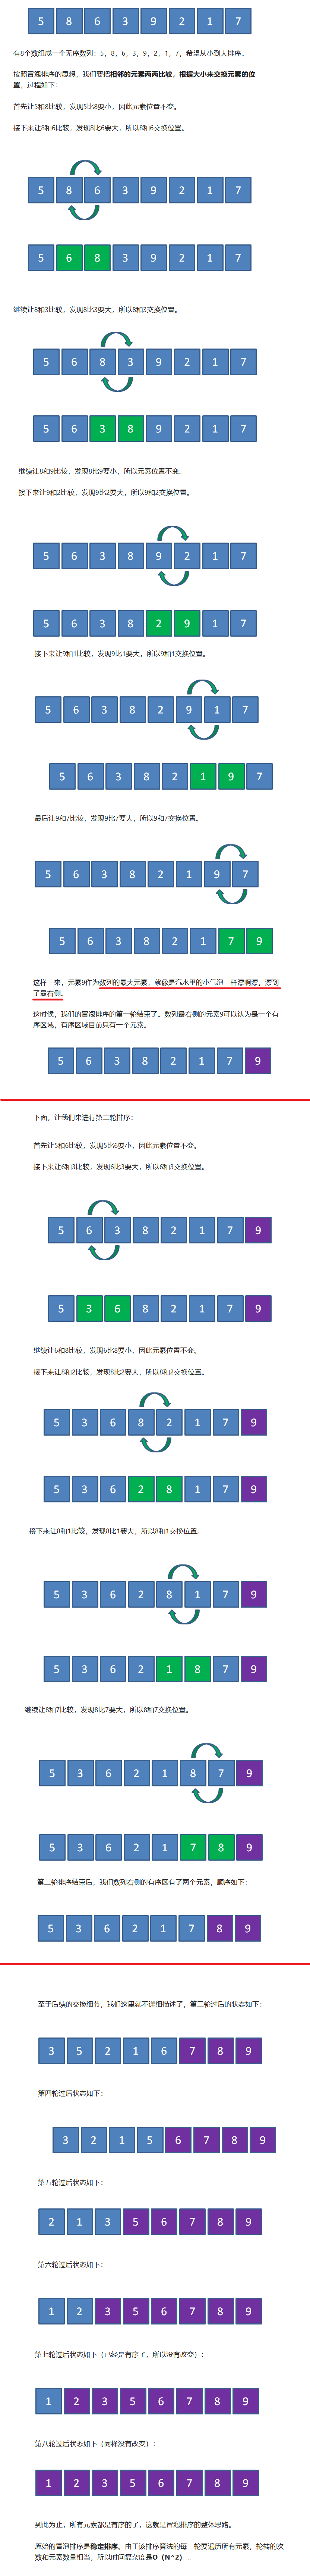 5 8 6 3 9 2 1 7
有8个数组成一个无序数列：5，8，6，3，9，2，1，7，希望从小到大排序。
按照冒泡排序的思想，我们要把相邻的元素两两比较，根据大小来交换元素的位
置，过程如下：
首先让5和8比较，发现5比8要小，因此元素位置不变。
接下来让8和6比较，发现8比6要大，所以8和6交换位置。
5 8 6 3 9 2 1 7
5 6 8 3 9 2 1 7
继续让8和3比较，发现8比3要大，所以8和3交换位置。
5 6 8 3 9 2 1 7
5 6 3 8 9 2 1 7
继续让8和9比较，发现8比9要小，所以元素位置不变。
接下来让9和2比较，发现9比2要大，所以9和2交换位置。
5 6 3 8 9 2 1 7
5 6 3 8 2 9 1 7
接下来让9和1比较，发现9比1要大，所以9和1交换位置。
5 6 3 8 2 9 1 7
5 6 3 8 2 1 9 7
最后让9和7比较，发现9比7要大，所以9和7交换位置。
5 6 3 8 2 1 9 7
5 6 3 8 2 1 7 9
这样一来，元素9作为数列的最大元素，就像是汽水里的小气泡一样漂啊漂，漂到
了最右侧。
这时候，我们的冒泡排序的第一轮结束了。数列最右侧的元素9可以认为是一个有
序区域，有序区域目前只有一个元素。
5 6 3 8 2 1 7 9
下面，让我们来进行第二轮排序：
首先让5和6比较，发现5比6要小，因此元素位置不变。
接下来让6和3比较，发现6比3要大，所以6和3交换位置。
5 6 3 8 2 1 7 9
5 3 6 8 2 1 7 9
继续让6和8比较，发现6比8要小，因此元素位置不变。
接下来让8和2比较，发现8比2要大，所以8和2交换位置。
5 3 6 8 2 1 7 9
5 3 6 2 8 1 7 9
接下来让8和1比较，发现8比1要大，所以8和1交换位置。
5 3 6 2 8 1 7 9
5 3 6 2 1 8 7 9
继续让8和7比较，发现8比7要大，所以8和7交换位置。
5 3 6 2 1 8 7 9
5 3 6 2 1 7 8 9
第二轮排序结束后，我们数列右侧的有序区有了两个元素，顺序如下：
5 3 6 2 1 7 8 9
至于后续的交换细节，我们这里就不详细描述了，第三轮过后的状态如下：
3 5 2 1 6 7 8 9
第四轮过后状态如下：
3 2 1 5 6 7 8 9
第五轮过后状态如下：
2 1 3 5 6 7 8 9
第六轮过后状态如下：
1 2 3 5 6 7 8 9
第七轮过后状态如下（已经是有序了，所以没有改变）：
1 2 3 5 6 7 8 9
第八轮过后状态如下（同样没有改变）：
1 2 3 5 6 7 8 9
到此为止，所有元素都是有序的了，这就是冒泡排序的整体思路。
原始的冒泡排序是稳定排序。由于该排序算法的每一轮要遍历所有元素，轮转的次
数和元素数量相当，所以时间复杂度是O（N^2） 。